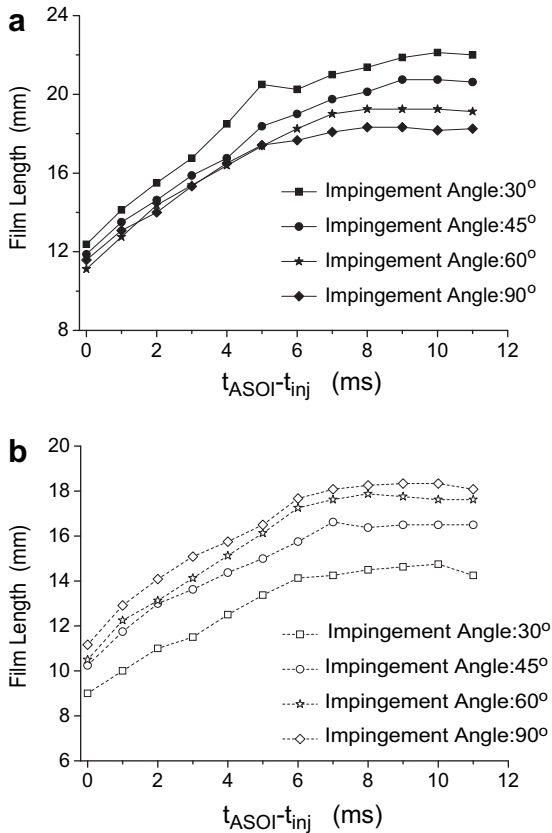 a
22
20
16
12
8
Film Length (mm)
Impingement Angle:30°
Impingement Angle:45°
Impingement Angle:60°
Impingement Angle:90°
0 2 4 6 8 10 12
tASOI-tinj (ms)
b
20
18
16
14
12
10
8
6
Film Length (mm)
Impingement Angle:30°
Impingement Angle:45°
Impingement Angle:60°
Impingement Angle:90°
0 2 4 6 8 10 12
tASOI-tinj (ms)